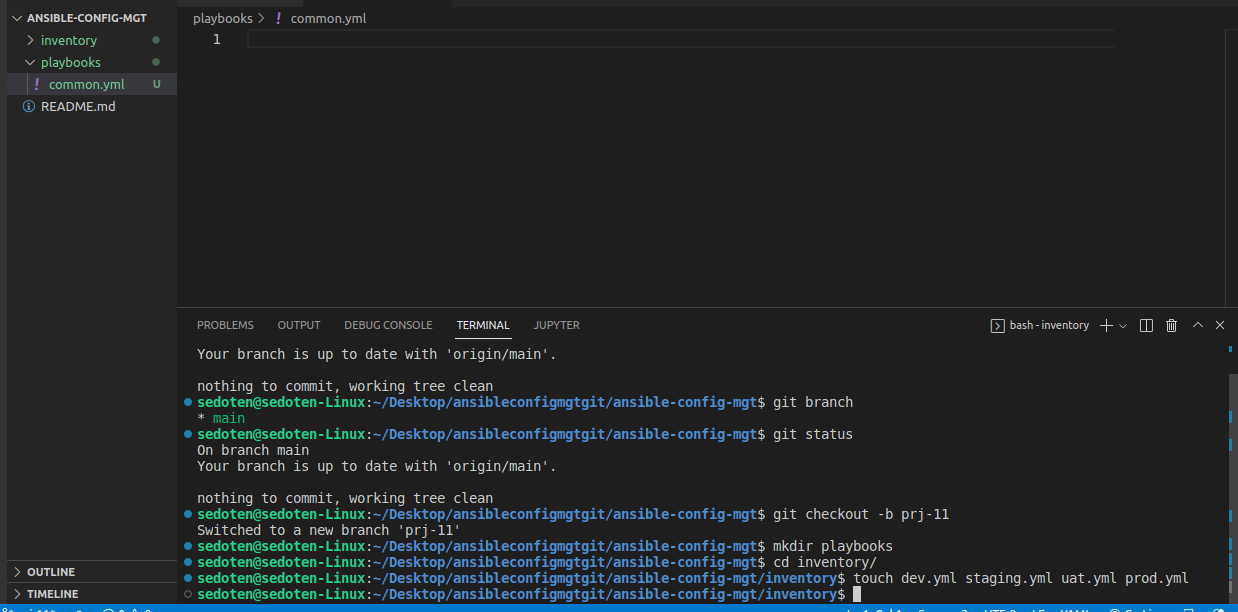 ANSIBLE-CONFIG-MGT
inventory
playbooks
! common.yml U
README.md
OUTLINE
TIMELINE
playbooks > ! common.yml
1
PROBLEMS OUTPUT DEBUG CONSOLE TERMINAL JUPYTER
bash - inventory
Your branch is up to date with 'origin/main'.
nothing to commit, working tree clean
sedoten@sedoten-Linux:~/Desktop/ansibleconfigmtgit/ansible-config-mgt$ git branch
* main
sedoten@sedoten-Linux:~/Desktop/ansibleconfigmgtgit/ansible-config-mgt$ git status
On branch main
Your branch is up to date with 'origin/main'.
nothing to commit, working tree clean
sedoten@sedoten-Linux:~/Desktop/ansibleconfigmgtgit/ansible-config-mgt$ git checkout -b prj-11
Switched to a new branch 'prj-11'
sedoten@sedoten-Linux:~/Desktop/ansibleconfigmgtgit/ansible-config-mgt$ mkdir playbooks
sedoten@sedoten-Linux:~/Desktop/ansibleconfigmgtgit/ansible-config-mgt$ cd inventory/
sedoten@sedoten-Linux:~/Desktop/ansibleconfigmgtgit/ansible-config-mgt/inventory$ touch dev.yml staging.yml uat.yml prod.yml
sedoten@sedoten-Linux:~/Desktop/ansibleconfigmgtgit/ansible-config-mgt/inventory$